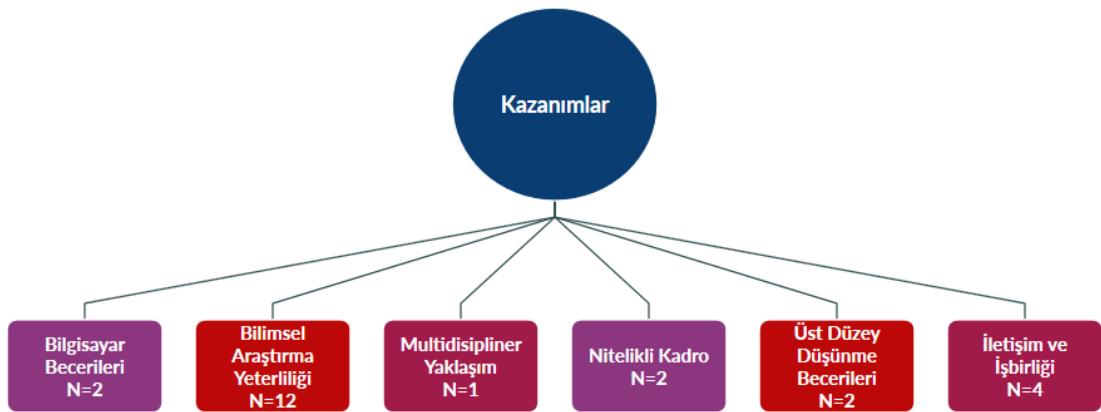 Kazanımlar
Bilgisayar
Becerileri
N=2
Bilimsel
Araştırma
Yeterliliği
N=12
Multidisipliner
Yaklaşım
N=1
Nitelikli Kadro
N=2
Üst Düzey
Düşünme
Becerileri
N=2
İletişim ve
İşbirliği
N=4